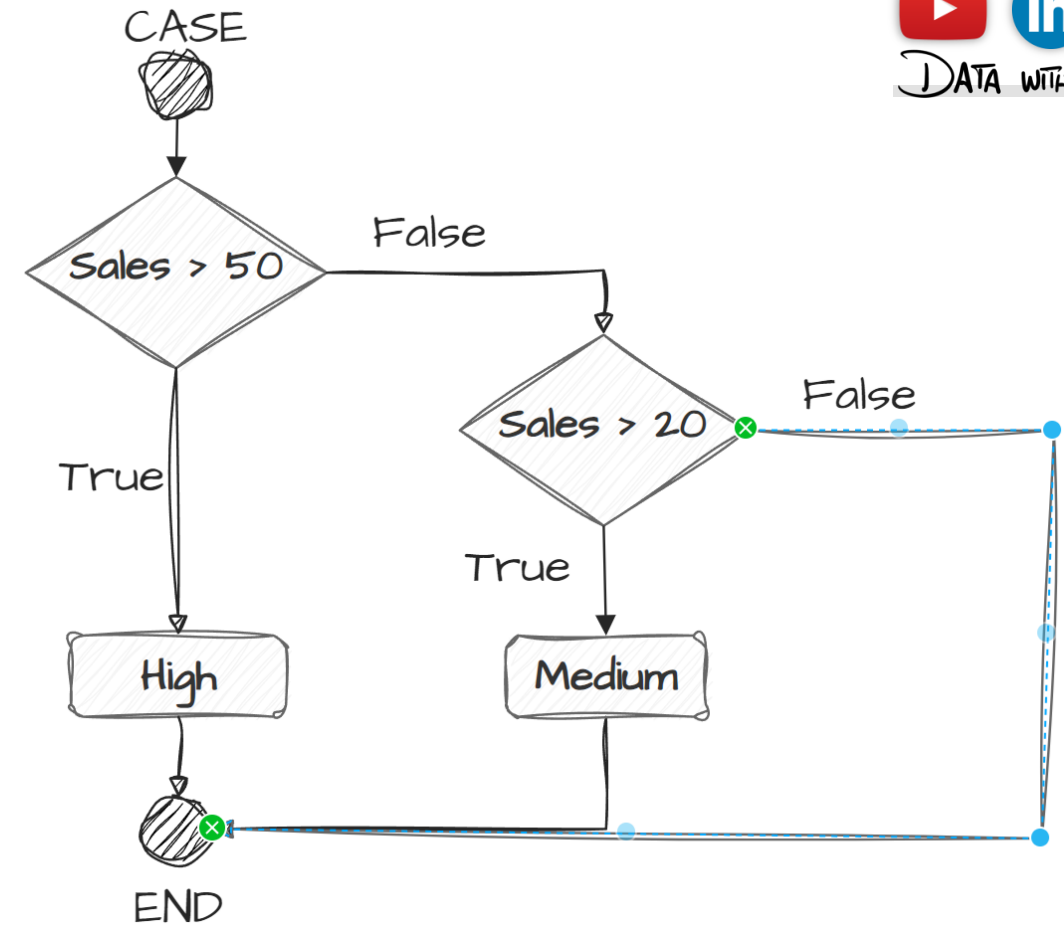 CASE
DATA WITH
Sales > 50
False
Sales > 20
False
True
True
High
Medium
END